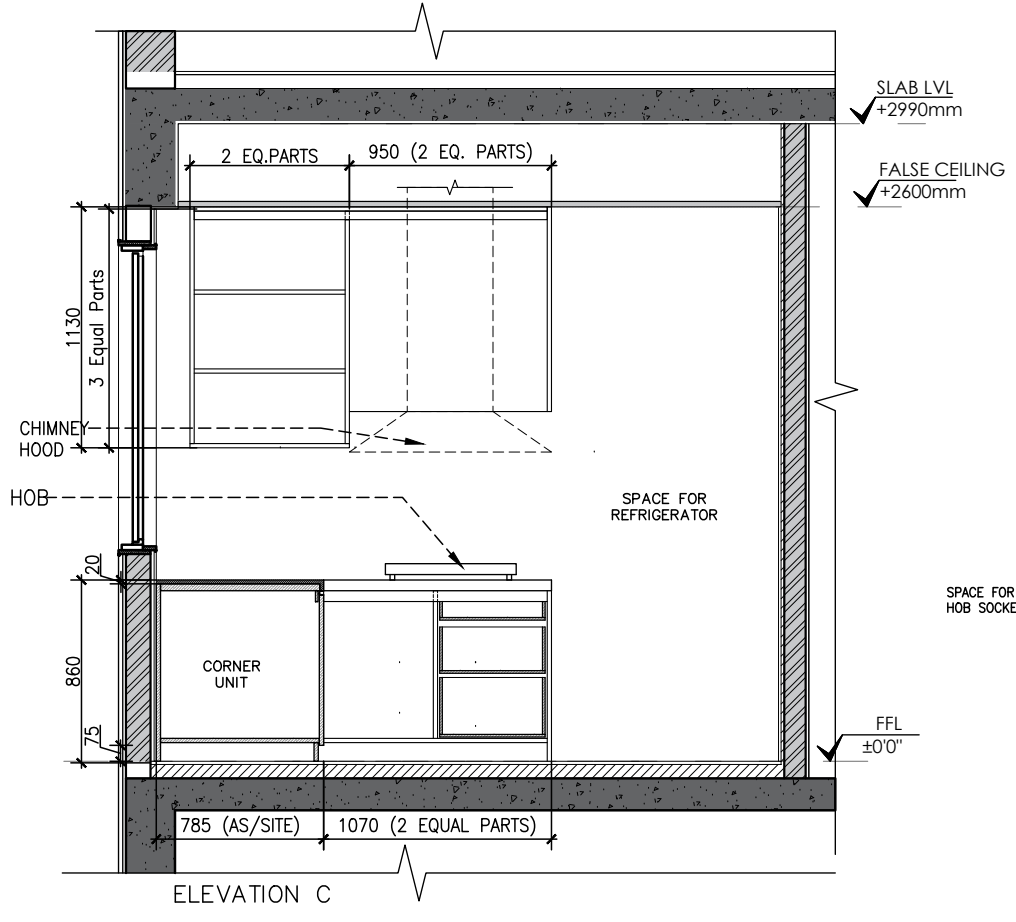 SLAB LVL
+2990mm
2 EQ.PARTS
950 (2 EQ. PARTS)
FALSE CEILING
+2600mm
1130
3 Equal Parts
CHIMNEY
HOOD
HOB
SPACE FOR
REFRIGERATOR
20
SPACE FOR
HOB SOCKE
CORNER
UNIT
860
75
FFL
±0'0"
785 (AS/SITE)
1070 (2 EQUAL PARTS)
ELEVATION C